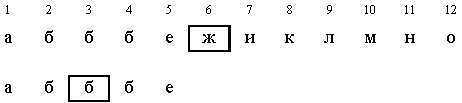 1 2 3 4 5 6 7 8 9 10 11 12
а б б б е ж и к л м н о
а б б б е